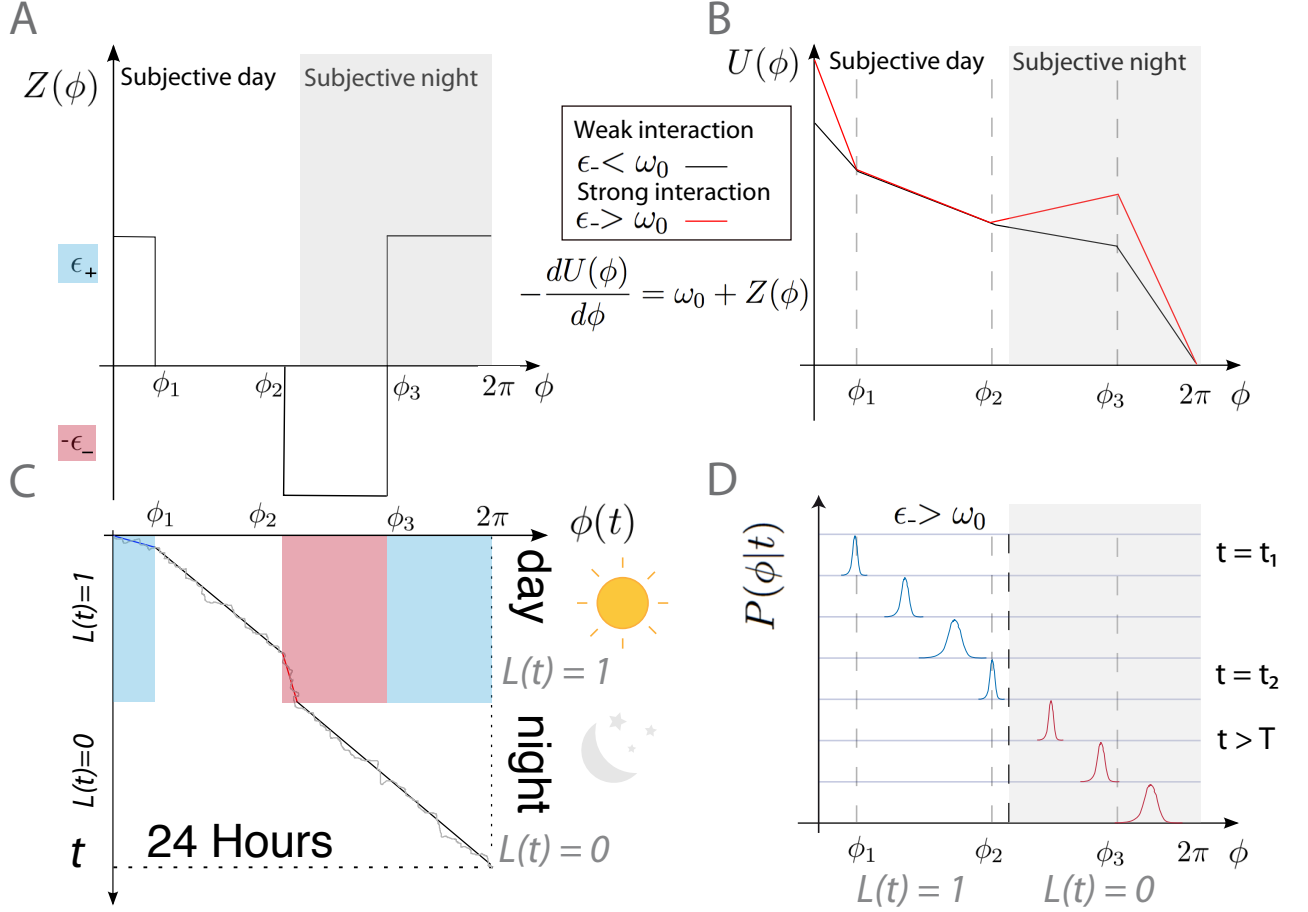 A
Z(ϕ)
Subjective day
Subjective night
ϵ₊
-ϵ₋
ϕ₁
ϕ₂
ϕ₃
2π
ϕ
Weak interaction
ϵ₋< ω₀
Strong interaction
ϵ₋> ω₀
-dU(ϕ)/dϕ = ω₀ + Z(ϕ)
B
U(ϕ)
Subjective day
Subjective night
ϕ₁
ϕ₂
ϕ₃
2π
ϕ
C
ϕ₁
ϕ₂
ϕ₃
2π
ϕ(t)
L(t)=1
L(t)=0
day
L(t) = 1
night
L(t) = 0
24 Hours
t
D
P(ϕ|t)
ϵ₋> ω₀
t = t₁
t = t₂
t > T
ϕ₁
ϕ₂
ϕ₃
2π
ϕ
L(t) = 1
L(t) = 0